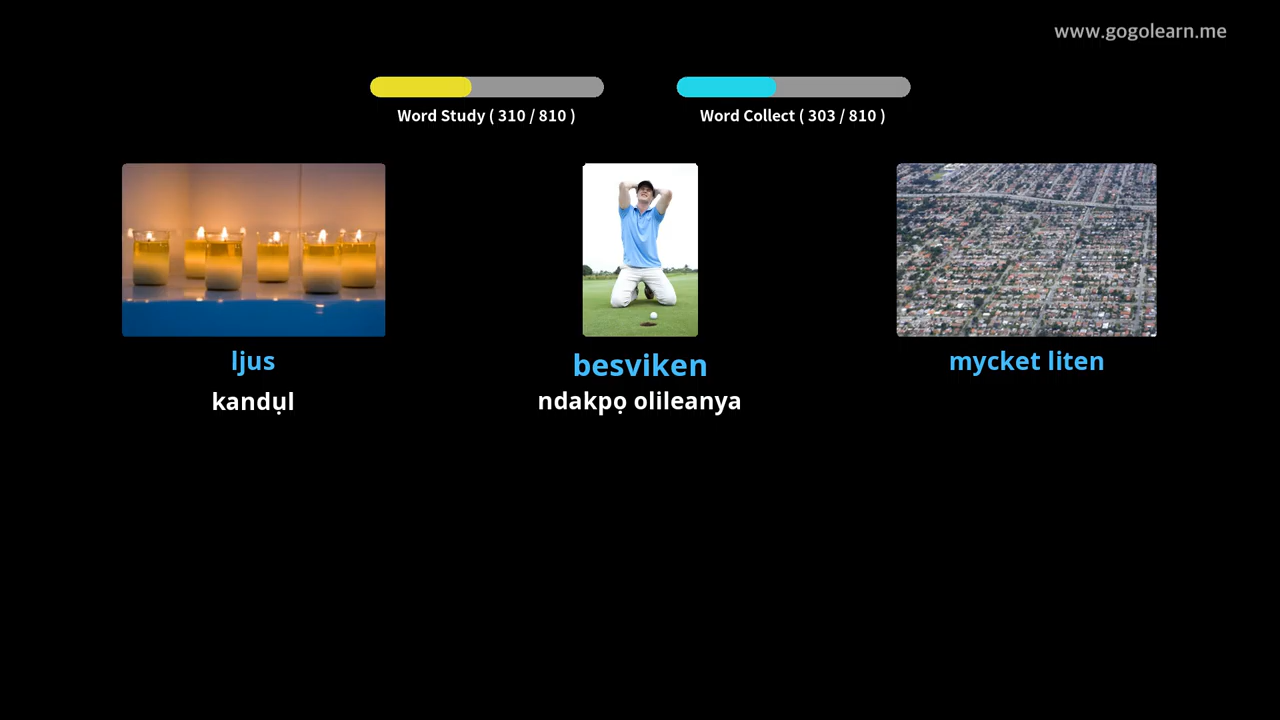 www.gogolearn.me
Word Study ( 310 / 810 )
Word Collect ( 303 / 810 )
ljus
besviken
mycket liten
kandụl
ndakpọ olileanya